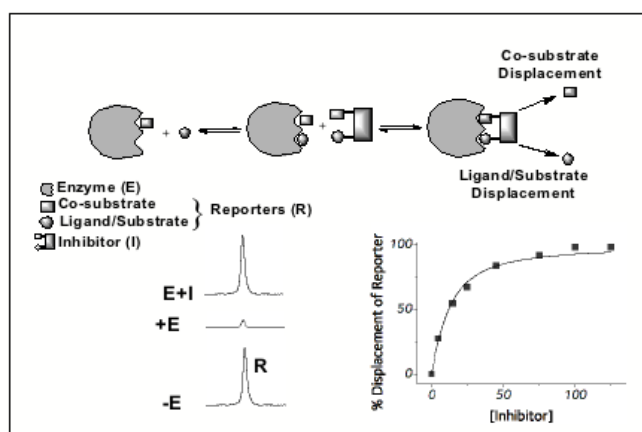 Co-substrate
Displacement
+
+
Ligand/Substrate
Displacement
Enzyme (E)
Co-substrate
Ligand/Substrate
} Reporters (R)
Inhibitor (I)
E+I
+E
R
-E
% Displacement of Reporter
100
50
0
0
50
100
[Inhibitor]